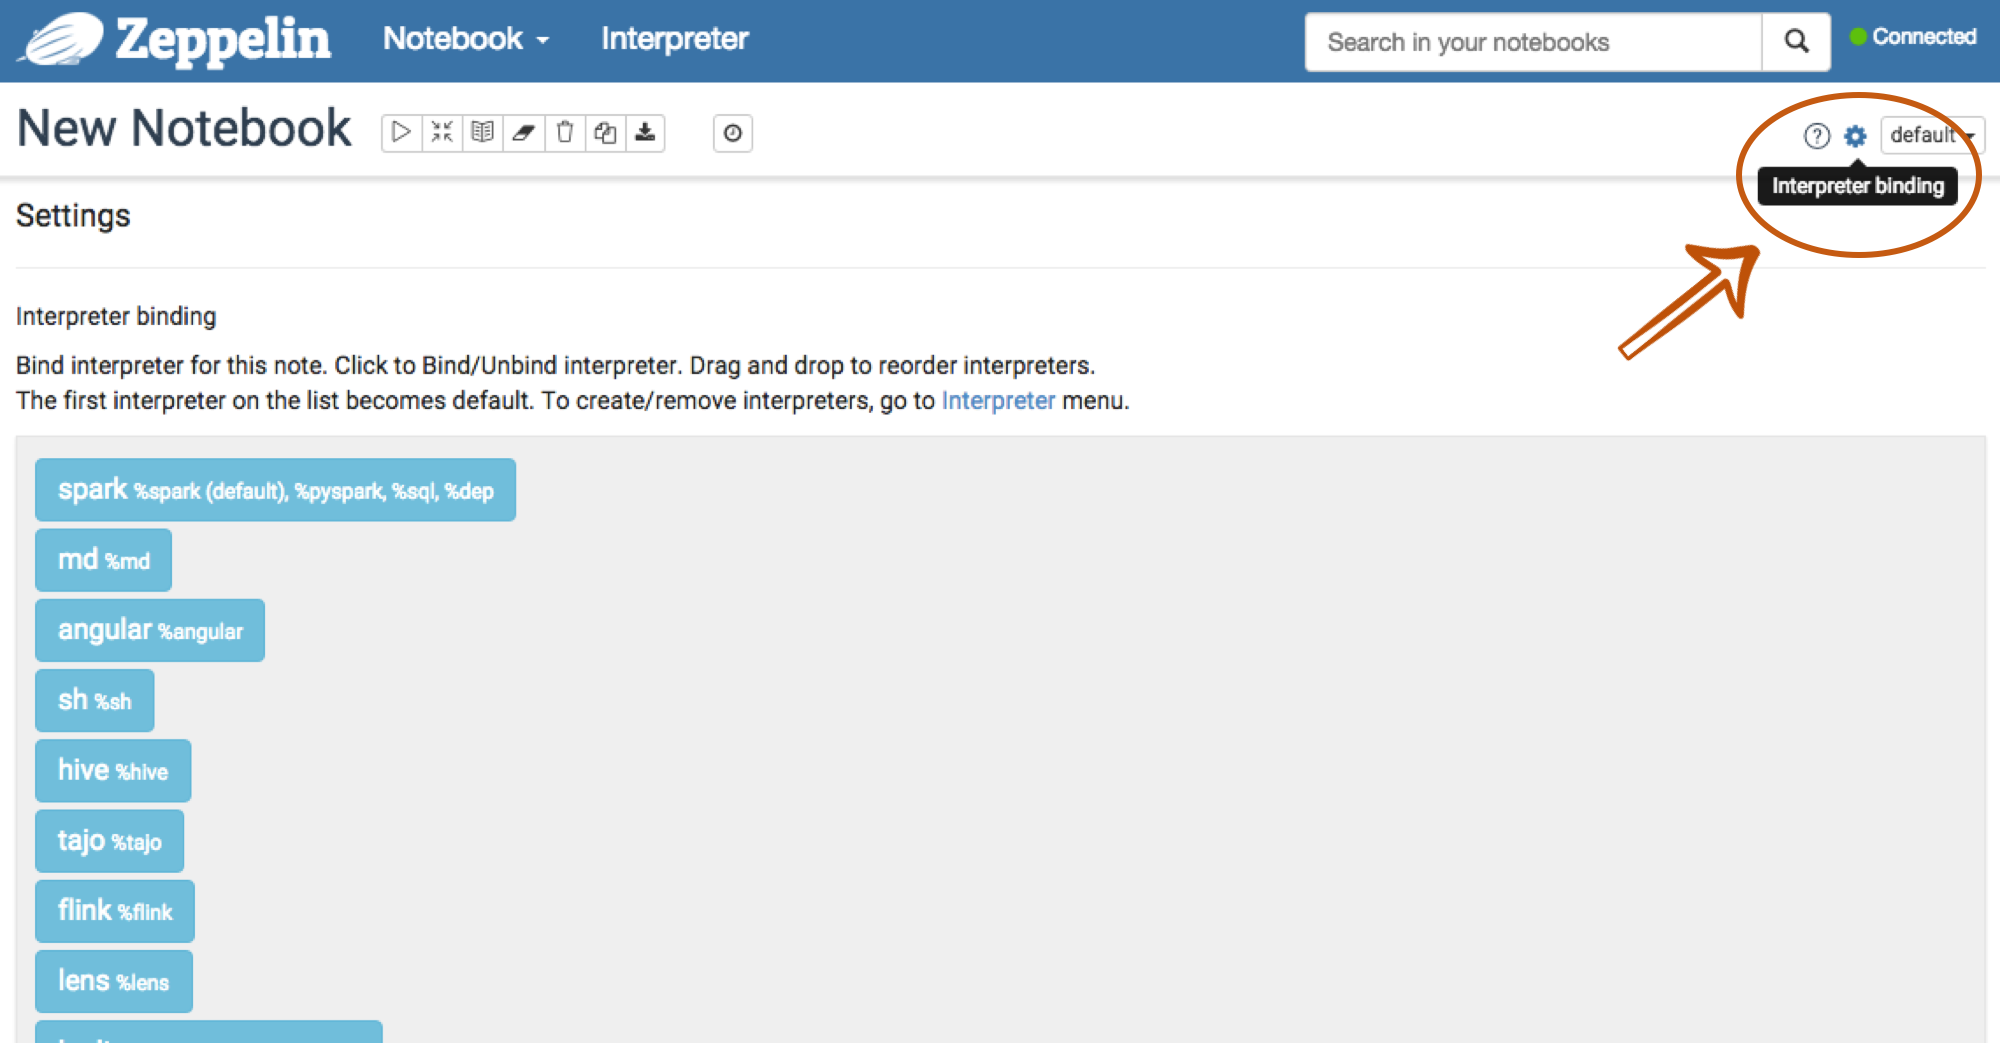 Zeppelin Notebook Interpreter Search in your notebooks Connected
New Notebook ? default
Interpreter binding
Settings
Interpreter binding
Bind interpreter for this note. Click to Bind/Unbind interpreter. Drag and drop to reorder interpreters.
The first interpreter on the list becomes default. To create/remove interpreters, go to Interpreter menu.
spark %spark (default), %pyspark, %sql, %dep
md %md
angular %angular
sh %sh
hive %hive
tajo %tajo
flink %flink
lens %lens